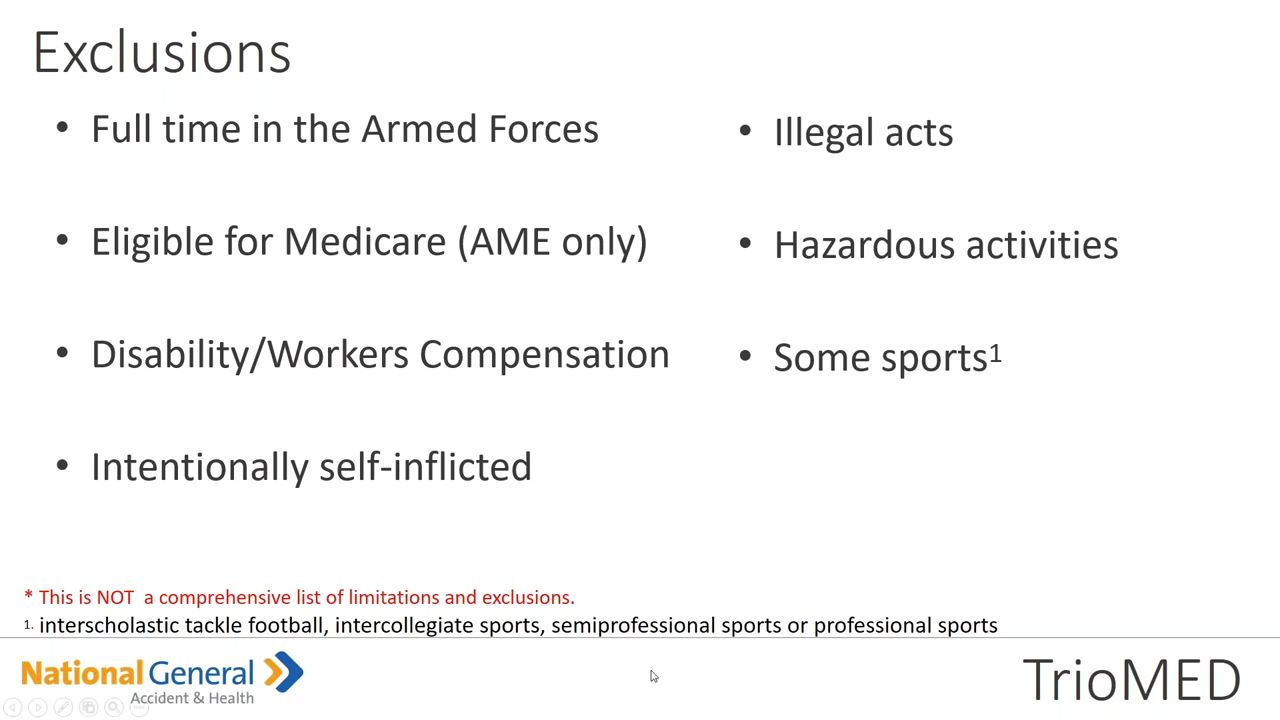 Exclusions
• Full time in the Armed Forces
• Eligible for Medicare (AME only)
• Disability/Workers Compensation
• Intentionally self-inflicted
• Illegal acts
• Hazardous activities
• Some sports¹
* This is NOT a comprehensive list of limitations and exclusions.
1. interscholastic tackle football, intercollegiate sports, semiprofessional sports or professional sports
National General
Accident & Health
TrioMED